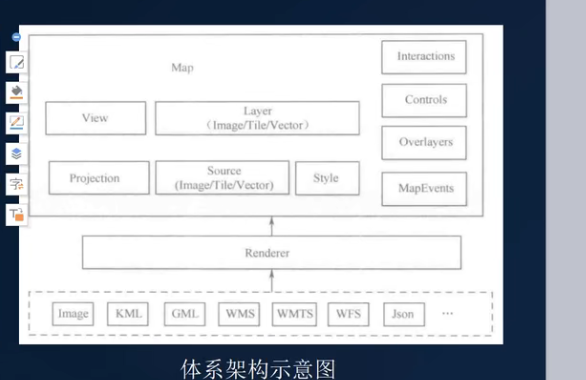 Map
Interactions
Controls
Overlayers
MapEvents
View
Layer
(Image/Tile/Vector)
Projection
Source
(Image/Tile/Vector)
Style
Renderer
Image KML GML WMS WMTS WFS Json …
体系架构示意图